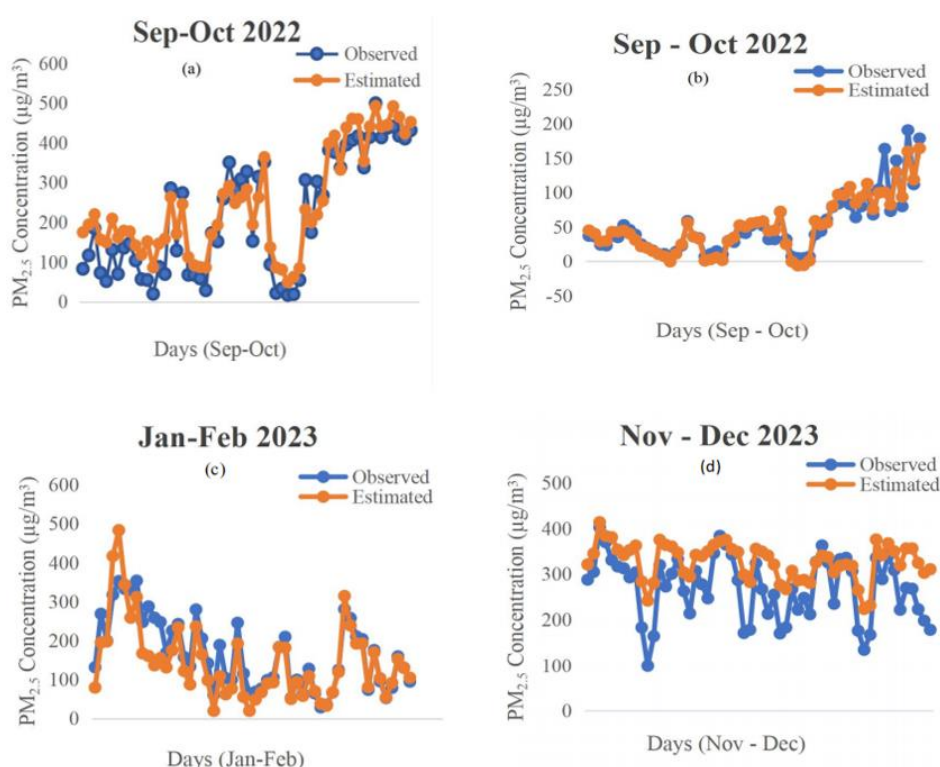 Sep-Oct 2022
(a)
Observed
Estimated
PM2.5 Concentration (µg/m³)
600
500
400
300
200
100
0
Days (Sep-Oct)
Sep - Oct 2022
(b)
Observed
Estimated
PM2.5 Concentration (µg/m³)
250
200
150
100
50
0
-50
Days (Sep - Oct)
Jan-Feb 2023
(c)
Observed
Estimated
PM2.5 Concentration (µg/m³)
600
500
400
300
200
100
0
Days (Jan-Feb)
Nov - Dec 2023
(d)
Observed
Estimated
PM2.5 Concentration (µg/m³)
500
400
300
200
100
0
Days (Nov - Dec)